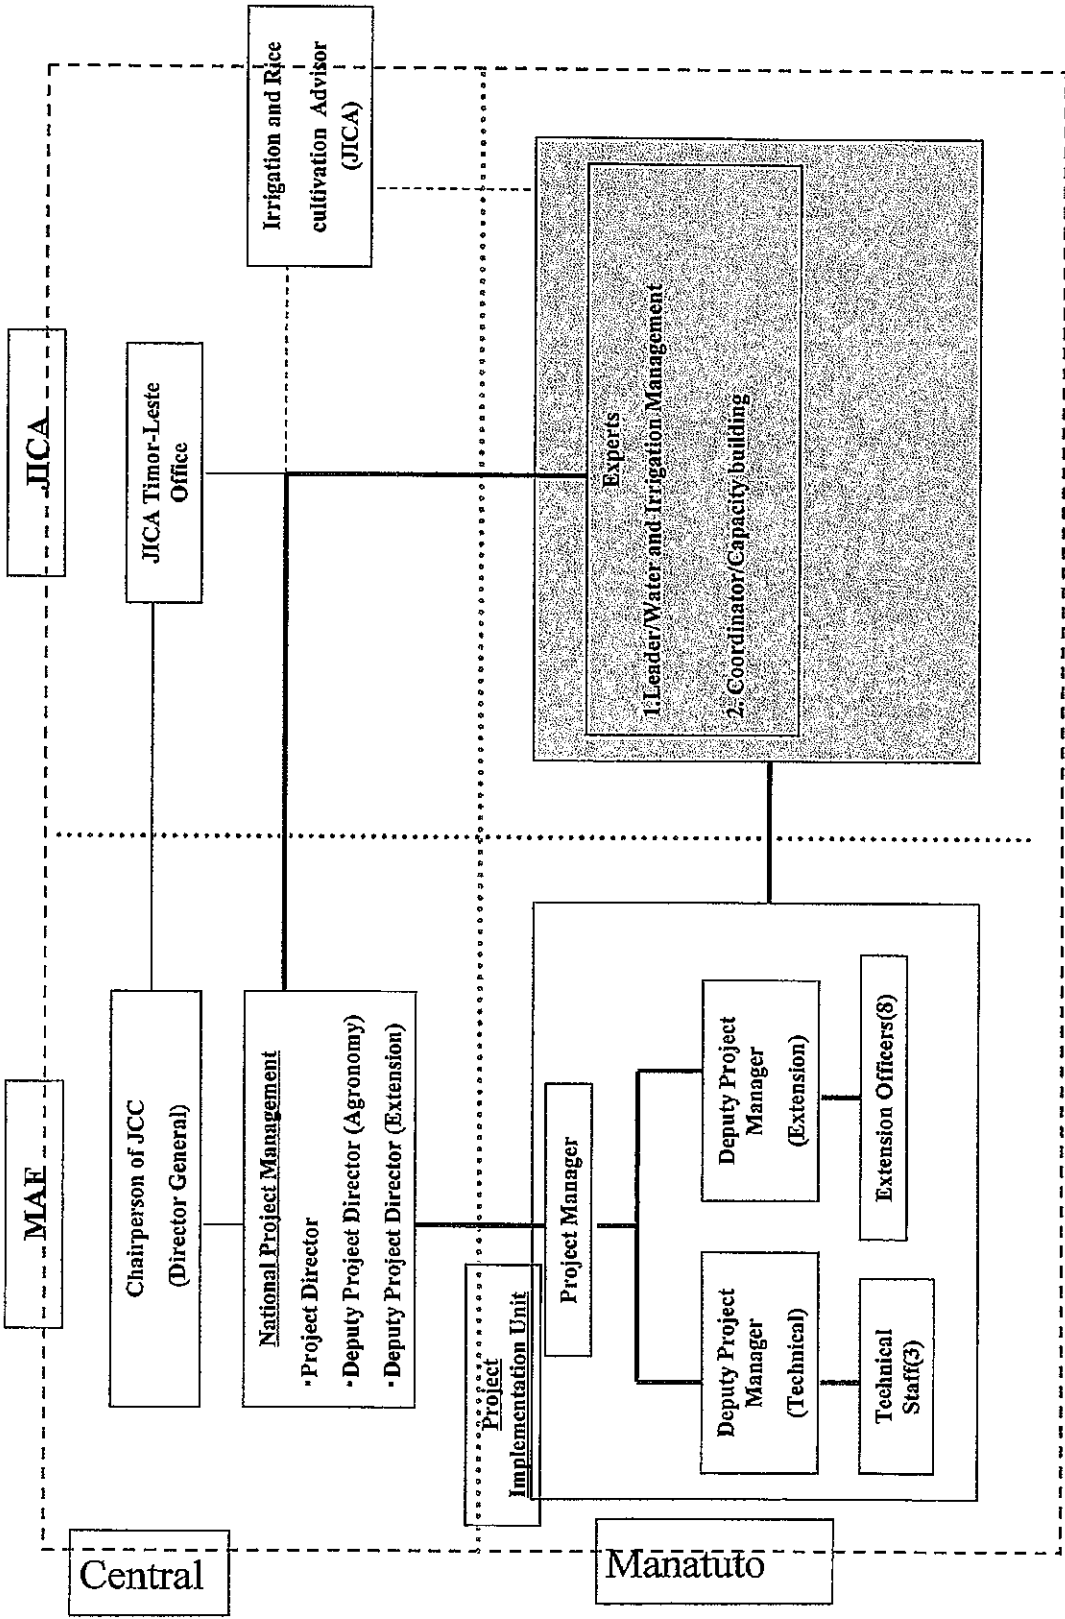 MAF
JICA
Central
Chairperson of JCC
(Director General)
JICA Timor-Leste
Office
Irrigation and Rice
cultivation Advisor
(JICA)
National Project Management
▪ Project Director
▪ Deputy Project Director (Agronomy)
▪ Deputy Project Director (Extension)
Project
Implementation Unit
Manatuto
Project Manager
Deputy Project
Manager
(Technical)
Deputy Project
Manager
(Extension)
Technical
Staff(3)
Extension Officers(8)
Experts
1.Leader/Water and Irrigation Management
2. Coordinator/Capacity building